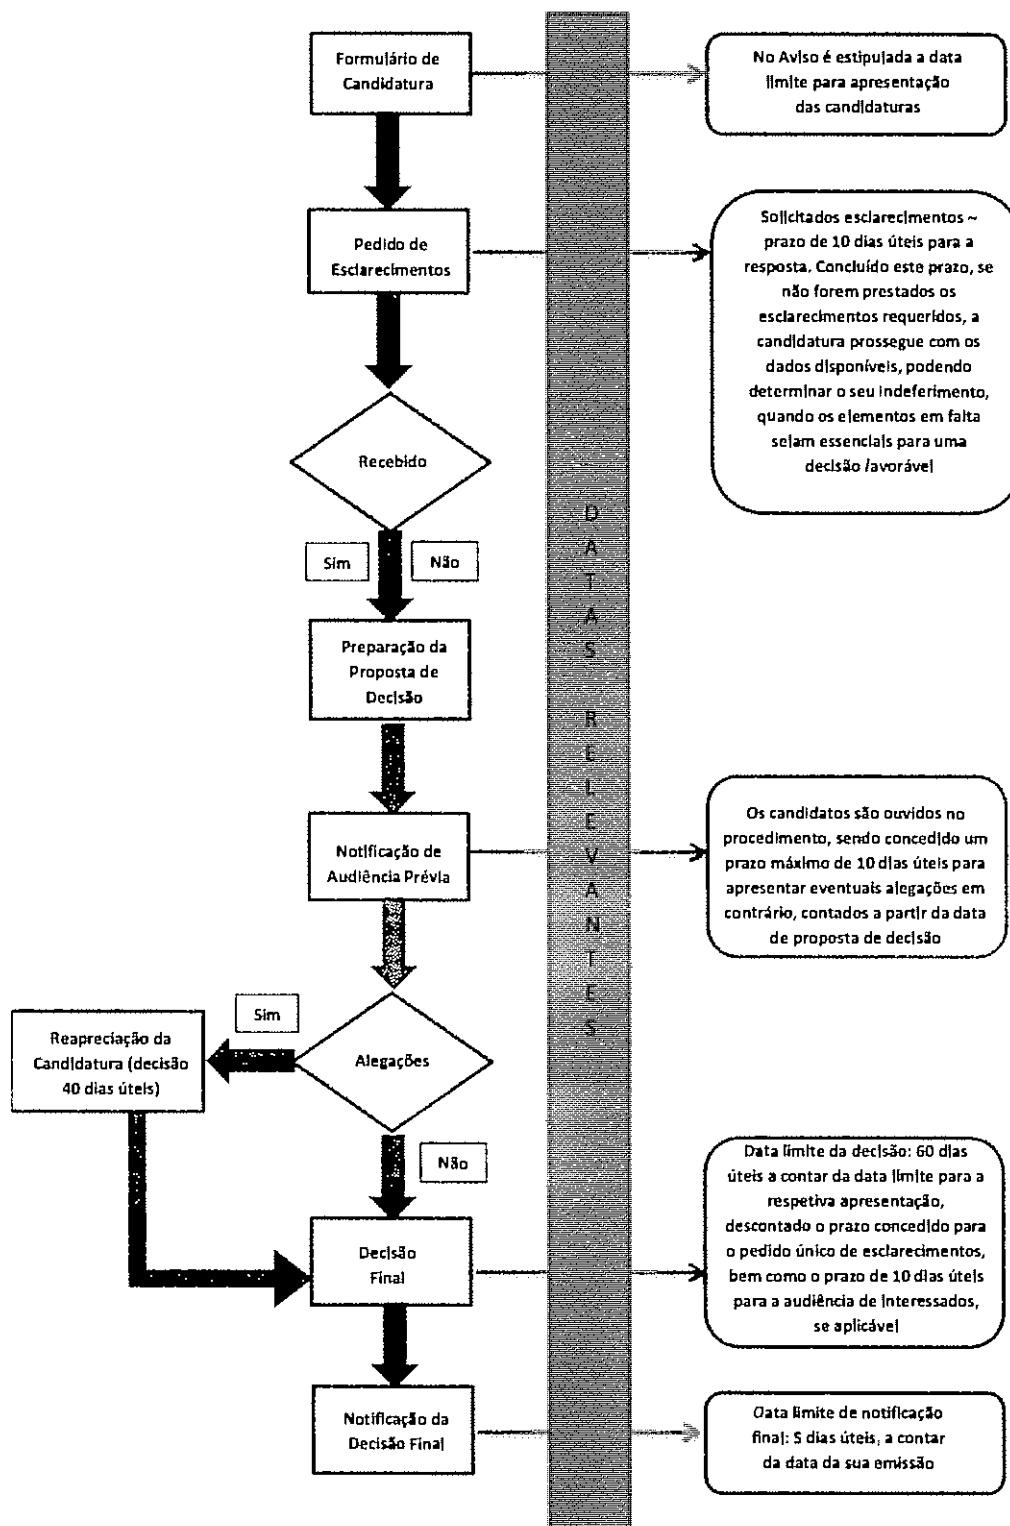 Formulário de
Candidatura
No Aviso é estipulada a data
limite para apresentação
das candidaturas
Pedido de
Esclarecimentos
Solicitados esclarecimentos ~
prazo de 10 dias úteis para a
resposta. Concluído este prazo, se
não forem prestados os
esclarecimentos requeridos, a
candidatura prossegue com os
dados disponíveis, podendo
determinar o seu indeferimento,
quando os elementos em falta
sejam essenciais para uma
decisão favorável
Recebido
Sim
Não
Preparação da
Proposta de
Decisão
DATAS RELEVANTES
Notificação de
Audiência Prévia
Os candidatos são ouvidos no
procedimento, sendo concedido um
prazo máximo de 10 dias úteis para
apresentar eventuais alegações em
contrário, contados a partir da data
de proposta de decisão
Sim
Reapreciação da
Candidatura (decisão
40 dias úteis)
Alegações
Não
Decisão
Final
Data limite da decisão: 60 dias
úteis a contar da data limite para a
respetiva apresentação,
descontado o prazo concedido para
o pedido único de esclarecimentos,
bem como o prazo de 10 dias úteis
para a audiência de interessados,
se aplicável
Notificação da
Decisão Final
Data limite de notificação
final: 5 dias úteis, a contar
da data da sua emissão